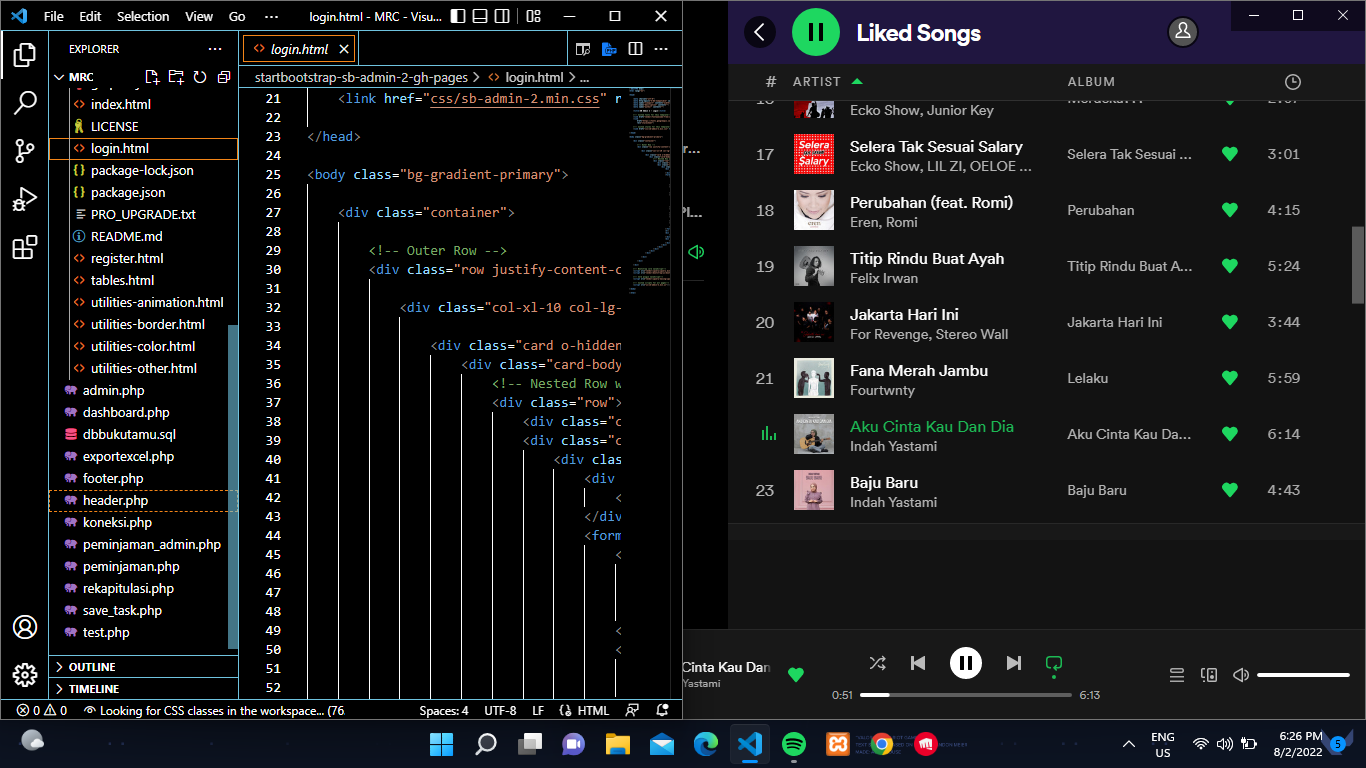 File Edit Selection View Go ··· login.html - MRC - Visu...
EXPLORER ···
MRC
index.html
LICENSE
login.html
package-lock.json
package.json
PRO_UPGRADE.txt
README.md
register.html
tables.html
utilities-animation.html
utilities-border.html
utilities-color.html
utilities-other.html
admin.php
dashboard.php
dbbukutamu.sql
exportexcel.php
footer.php
header.php
koneksi.php
peminjaman_admin.php
peminjaman.php
rekapitulasi.php
save_task.php
test.php
OUTLINE
TIMELINE
login.html
startbootstrap-sb-admin-2-gh-pages > login.html > ...
21 <link href="css/sb-admin-2.min.css" r
22
23 </head>
24
25 <body class="bg-gradient-primary">
26
27 <div class="container">
28
29 <!-- Outer Row -->
30 <div class="row justify-content-c
31
32 <div class="col-xl-10 col-lg-
33
34 <div class="card o-hidden
35 <div class="card-body
36 <!-- Nested Row w
37 <div class="row">
38 <div class="c
39 <div class="c
40 <div clas
41 <div
42 <
43 </div
44 <form
45 <
46
47
48
49 <
50 <
51
52
0 0 Looking for CSS classes in the workspace... (76
Spaces: 4 UTF-8 LF HTML
Liked Songs
# ARTIST ALBUM
Ecko Show, Junior Key
17 Selera Tak Sesuai Salary Selera Tak Sesuai ... 3:01
Ecko Show, LIL ZI, OELOE ...
18 Perubahan (feat. Romi) Perubahan 4:15
Eren, Romi
19 Titip Rindu Buat Ayah Titip Rindu Buat A... 5:24
Felix Irwan
20 Jakarta Hari Ini Jakarta Hari Ini 3:44
For Revenge, Stereo Wall
21 Fana Merah Jambu Lelaku 5:59
Fourtwnty
Aku Cinta Kau Dan Dia Aku Cinta Kau Da... 6:14
Indah Yastami
23 Baju Baru Baju Baru 4:43
Indah Yastami
Cinta Kau Dan
Yastami
0:51 6:13
ENG
US
6:26 PM
8/2/2022
5